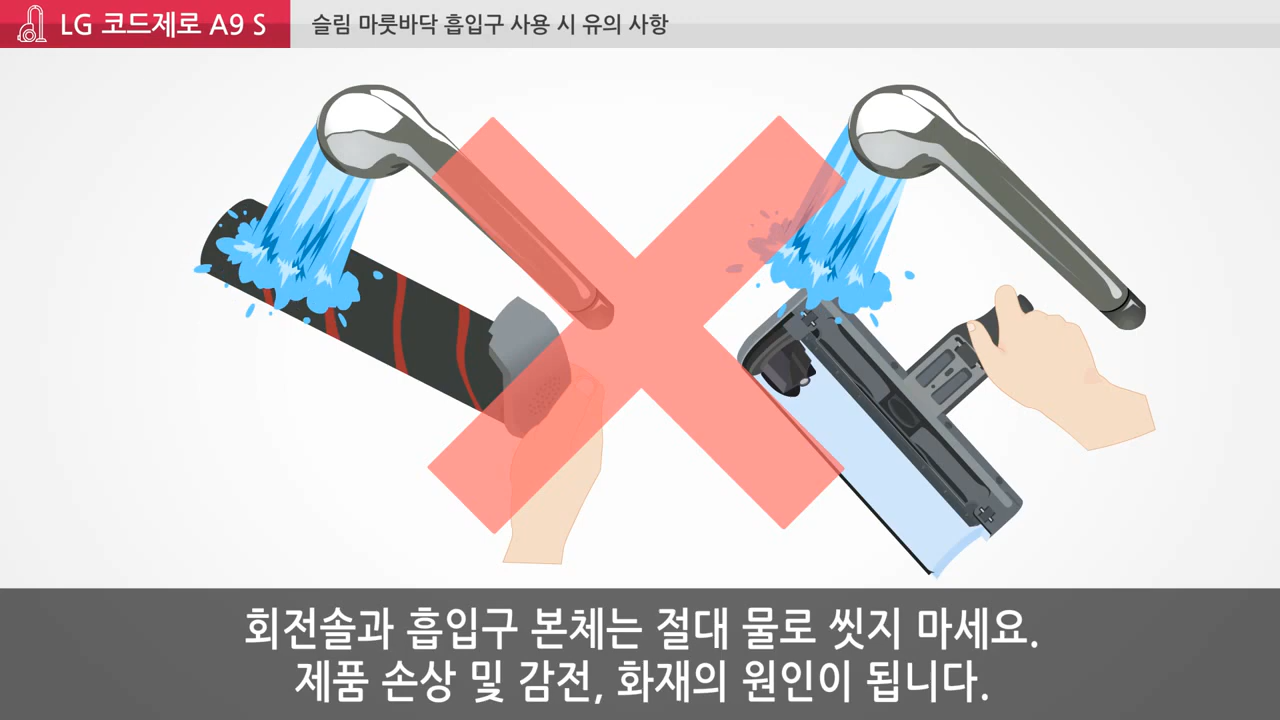 LG 코드제로 A9 S
슬림 마룻바닥 흡입구 사용 시 유의 사항
회전솔과 흡입구 본체는 절대 물로 씻지 마세요.
제품 손상 및 감전, 화재의 원인이 됩니다.